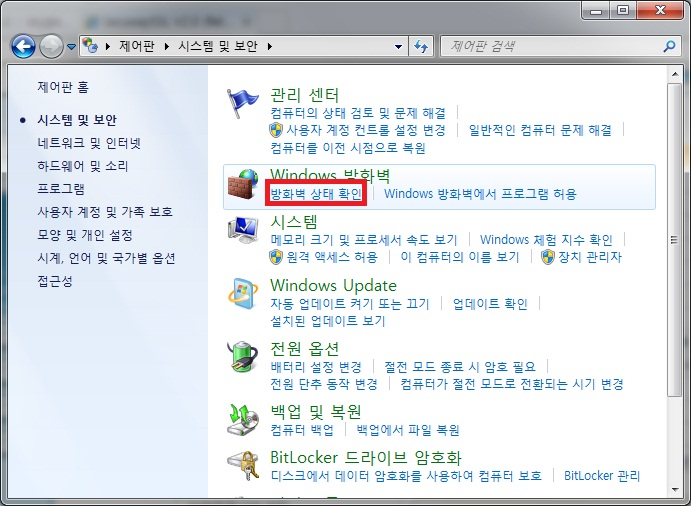 제어판 ▸ 시스템 및 보안 ▸
제어판 검색
제어판 홈
시스템 및 보안
네트워크 및 인터넷
하드웨어 및 소리
프로그램
사용자 계정 및 가족 보호
모양 및 개인 설정
시계, 언어 및 국가별 옵션
접근성
관리 센터
컴퓨터의 상태 검토 및 문제 해결
사용자 계정 컨트롤 설정 변경 일반적인 컴퓨터 문제 해결
컴퓨터를 이전 시점으로 복원
Windows 방화벽
방화벽 상태 확인 Windows 방화벽에서 프로그램 허용
시스템
메모리 크기 및 프로세서 속도 보기 Windows 체험 지수 확인
원격 액세스 허용 이 컴퓨터의 이름 보기 장치 관리자
Windows Update
자동 업데이트 켜기 또는 끄기 업데이트 확인
설치된 업데이트 보기
전원 옵션
배터리 설정 변경 절전 모드 종료 시 암호 필요
전원 단추 동작 변경 컴퓨터가 절전 모드로 전환되는 시기 변경
백업 및 복원
컴퓨터 백업 백업에서 파일 복원
BitLocker 드라이브 암호화
디스크에서 데이터 암호화를 사용하여 컴퓨터 보호 BitLocker 관리